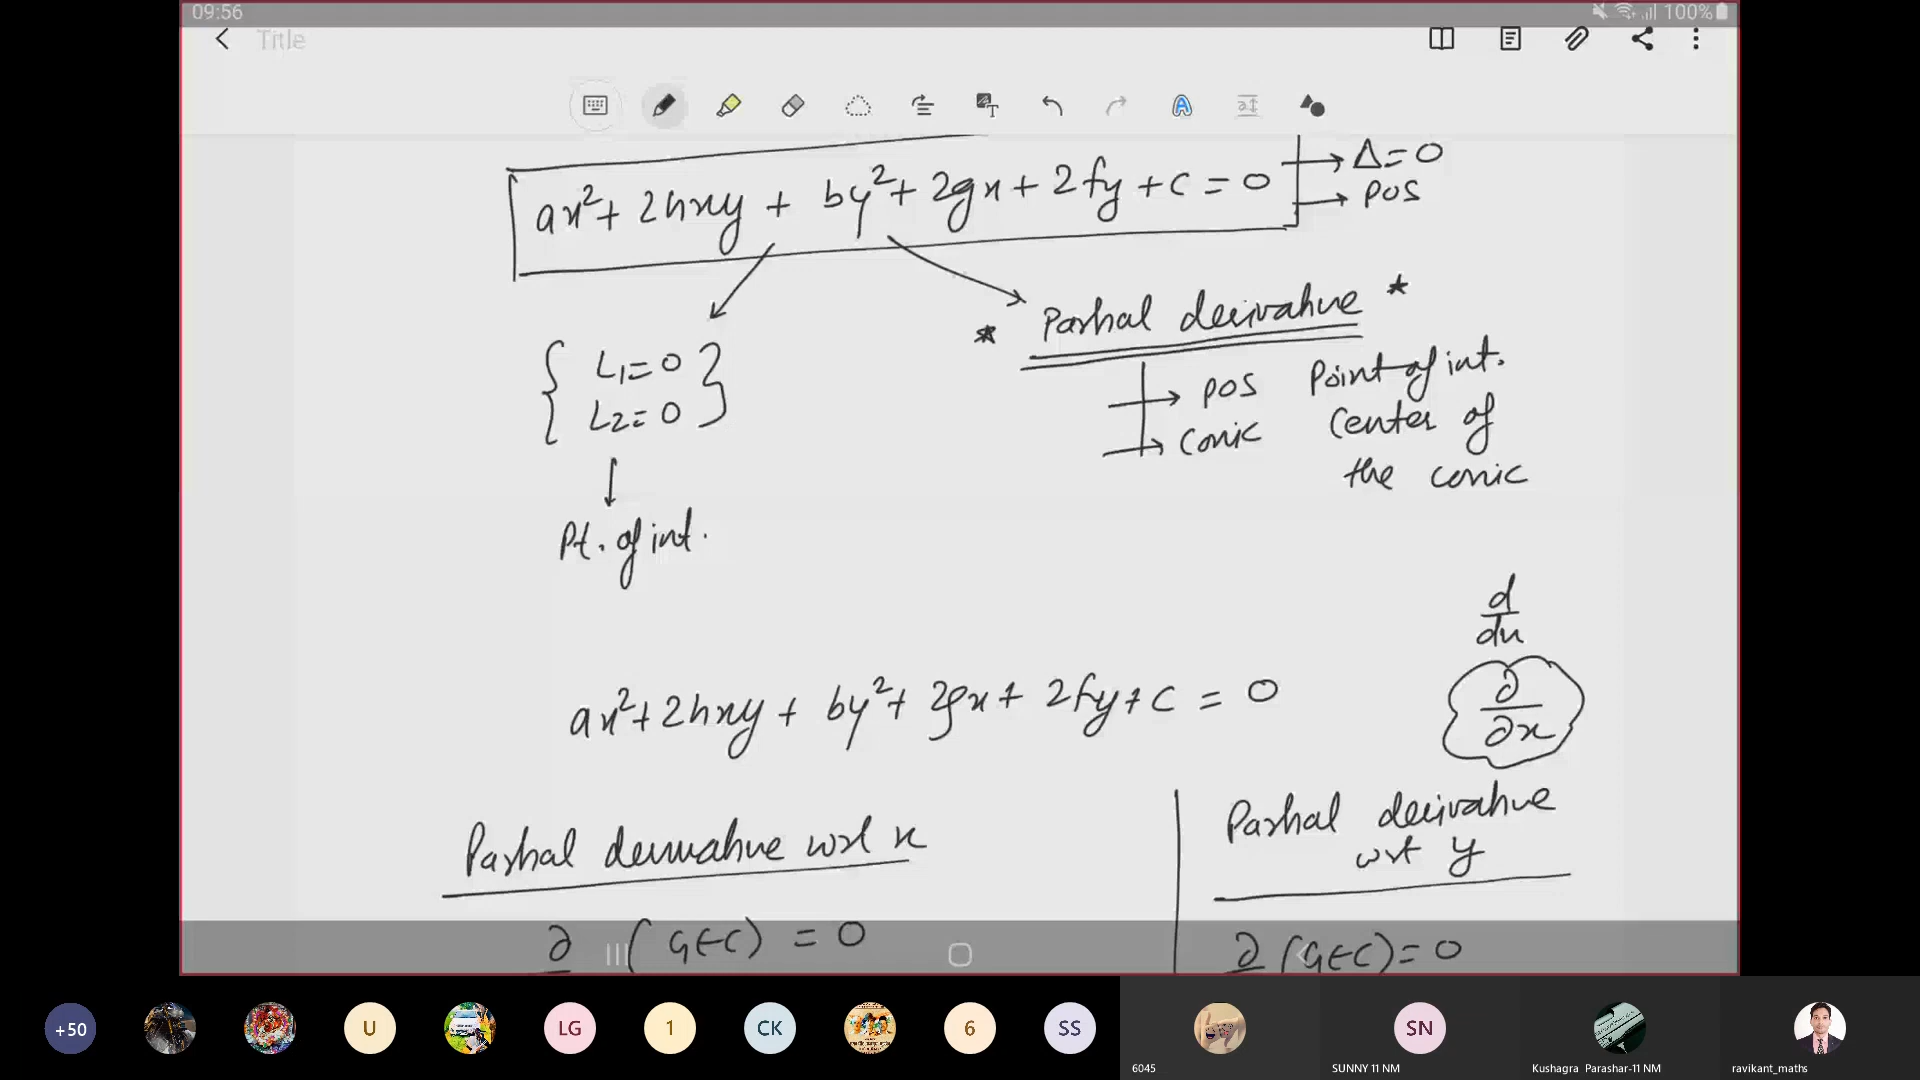 09:56
100%
Title
ax²+ 2hxy + by²+ 2gx + 2fy + c = 0
→ Δ = 0
→ POS
* Partial derivative *
{ L₁= 0
L₂= 0 }
→ POS Point of int.
→ Conic Center of
the conic
Pt. of int.
d/dx
∂/∂x
ax²+ 2hxy + by²+ 2gx + 2fy + c = 0
Partial derivative wrt x
Partial derivative
wrt y
∂ (GEC) = 0
∂ (GEC) = 0
+50
U
LG
1
CK
6
SS
SN
6045
SUNNY 11 NM
Kushagra Parashar-11 NM
ravikant_maths